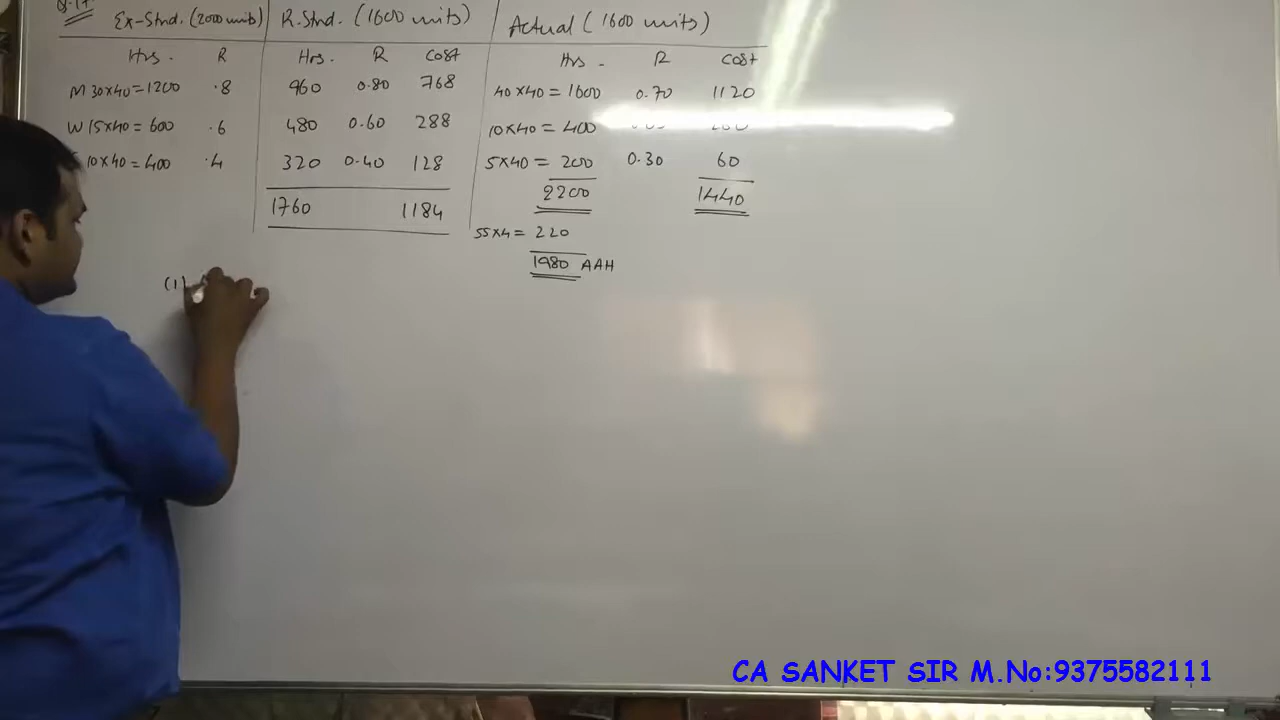 Ex-Stnd. (2000 units) R.Stnd. (1600 units) Actual (1600 units)
Hrs. R Hrs. R Cost Hrs. R Cost
M 30x40=1200 .8 960 0.80 768 40x40=1600 0.70 1120
W 15x40=600 .6 480 0.60 288 10x40=400
10x40=400 .4 320 0.40 128 5x40=200 0.30 60
1760 1184 2200 1440
55x4=220
1980 AAH
(1)
CA SANKET SIR M.No:9375582111